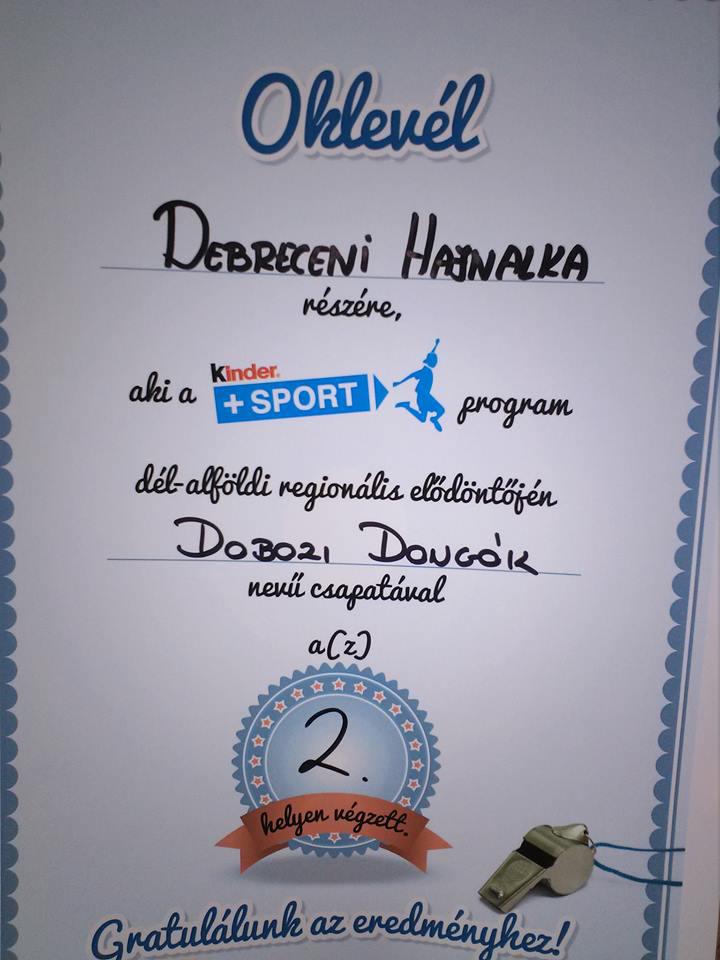 Oklevél
DEBRECENI HAJNALKA
részére,
aki a kinder +SPORT program
dél-alföldi regionális elődöntőjén
DOBOZI DONGÓK
nevű csapatával
a(z)
2.
helyen végzett.
Gratulálunk az eredményhez!